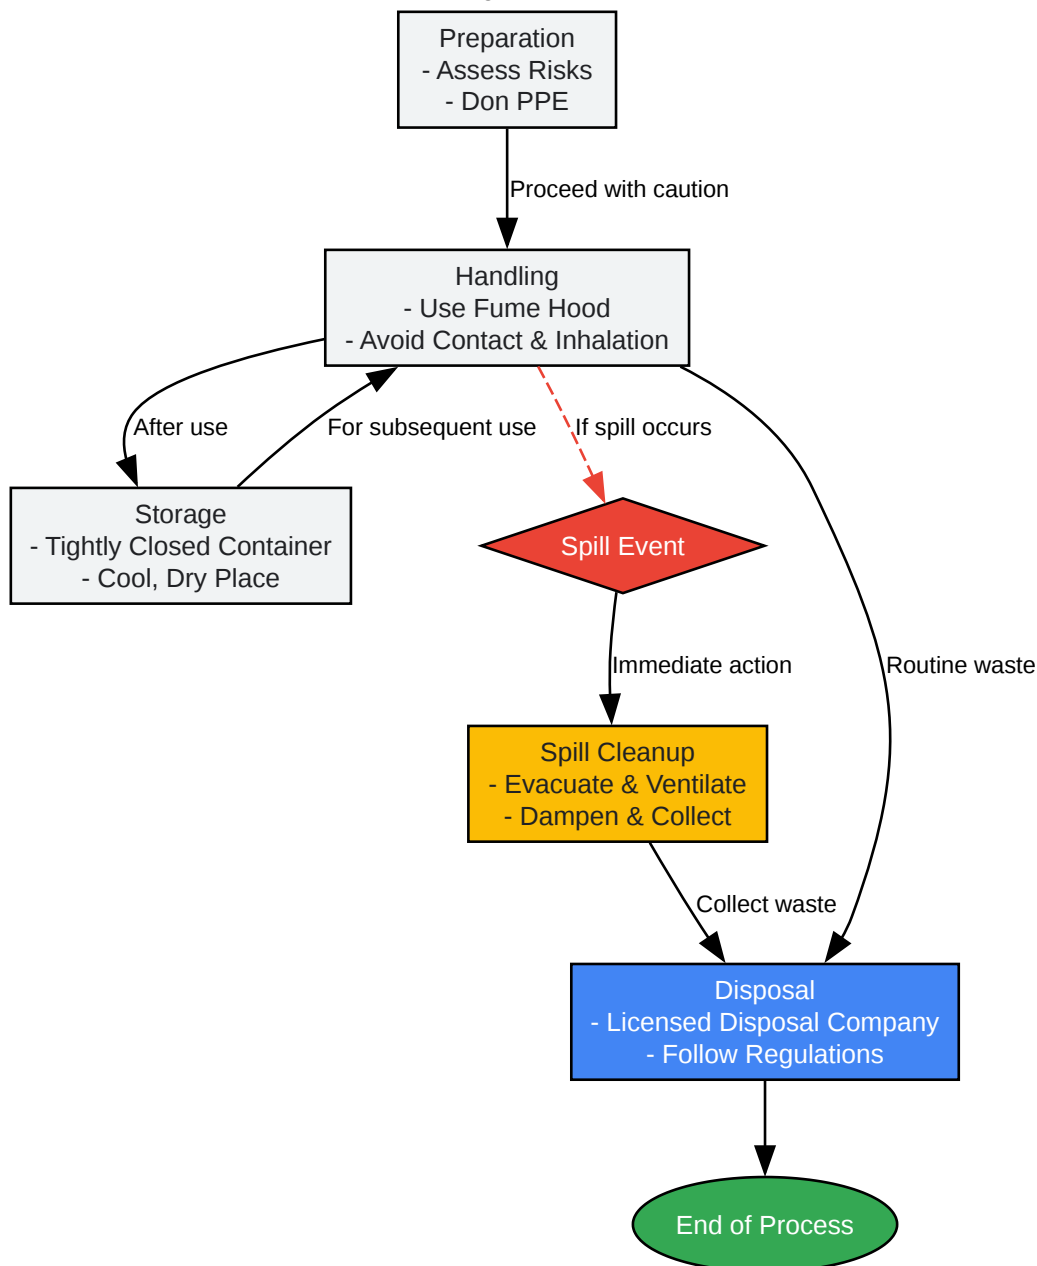 Preparation
- Assess Risks
- Don PPE
Proceed with caution
Handling
- Use Fume Hood
- Avoid Contact & Inhalation
After use
For subsequent use
If spill occurs
Storage
- Tightly Closed Container
- Cool, Dry Place
Spill Event
Immediate action
Routine waste
Spill Cleanup
- Evacuate & Ventilate
- Dampen & Collect
Collect waste
Disposal
- Licensed Disposal Company
- Follow Regulations
End of Process